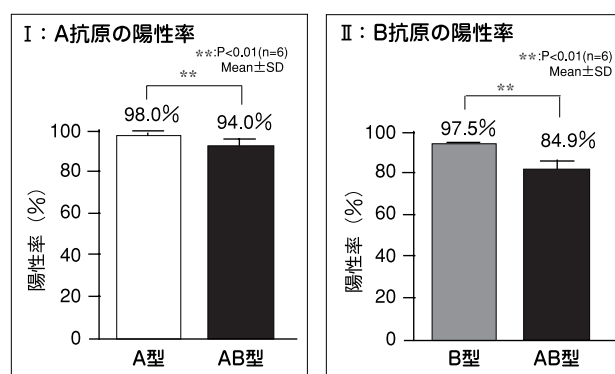 Ⅰ：A抗原の陽性率
**:P<0.01(n=6)
Mean±SD
**
98.0%
94.0%
100
80
60
40
20
0
陽性率 (%)
A型
AB型
Ⅱ：B抗原の陽性率
**:P<0.01(n=6)
Mean±SD
**
97.5%
84.9%
100
80
60
40
20
0
陽性率 (%)
B型
AB型